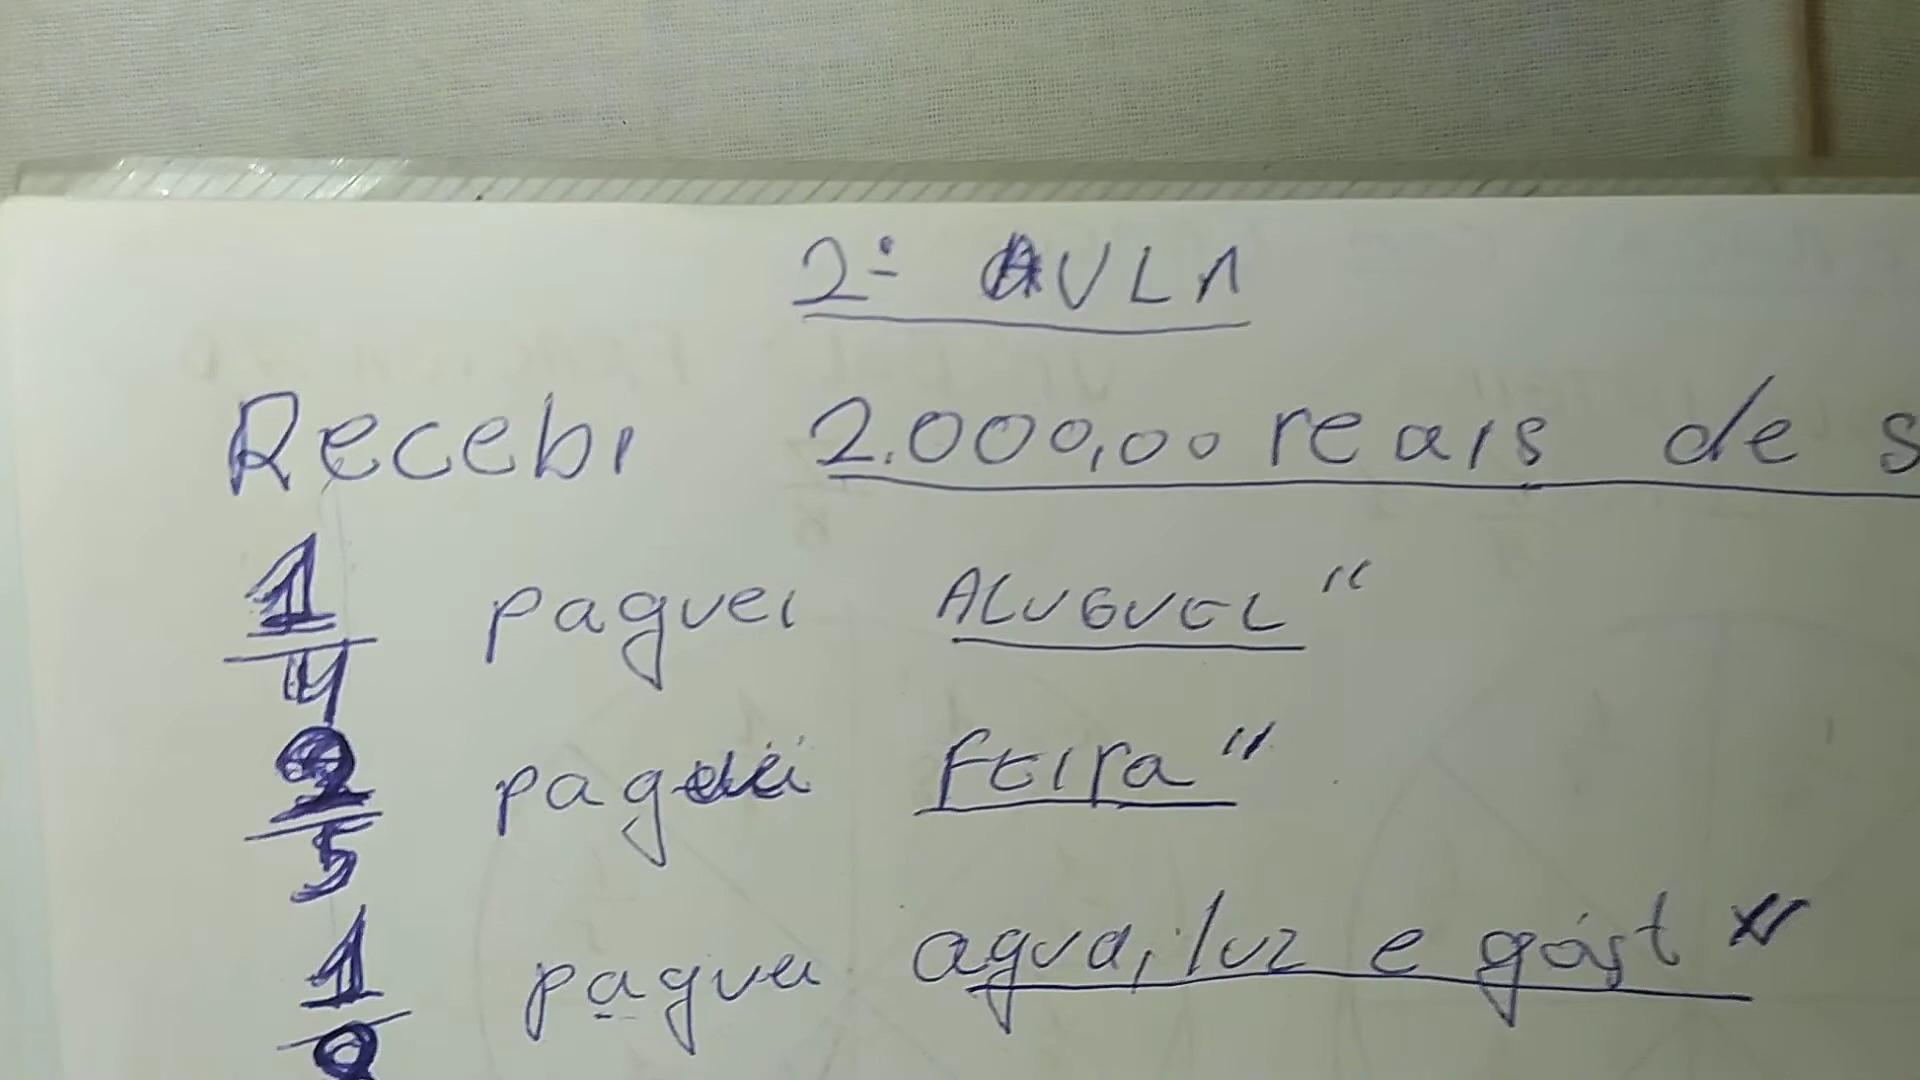 2ª AULA
Recebi 2.000,00 reais de s
1/4 paguei ALUGUEL"
2/5 paguei feira"
1 paguei agua, luz e gást"